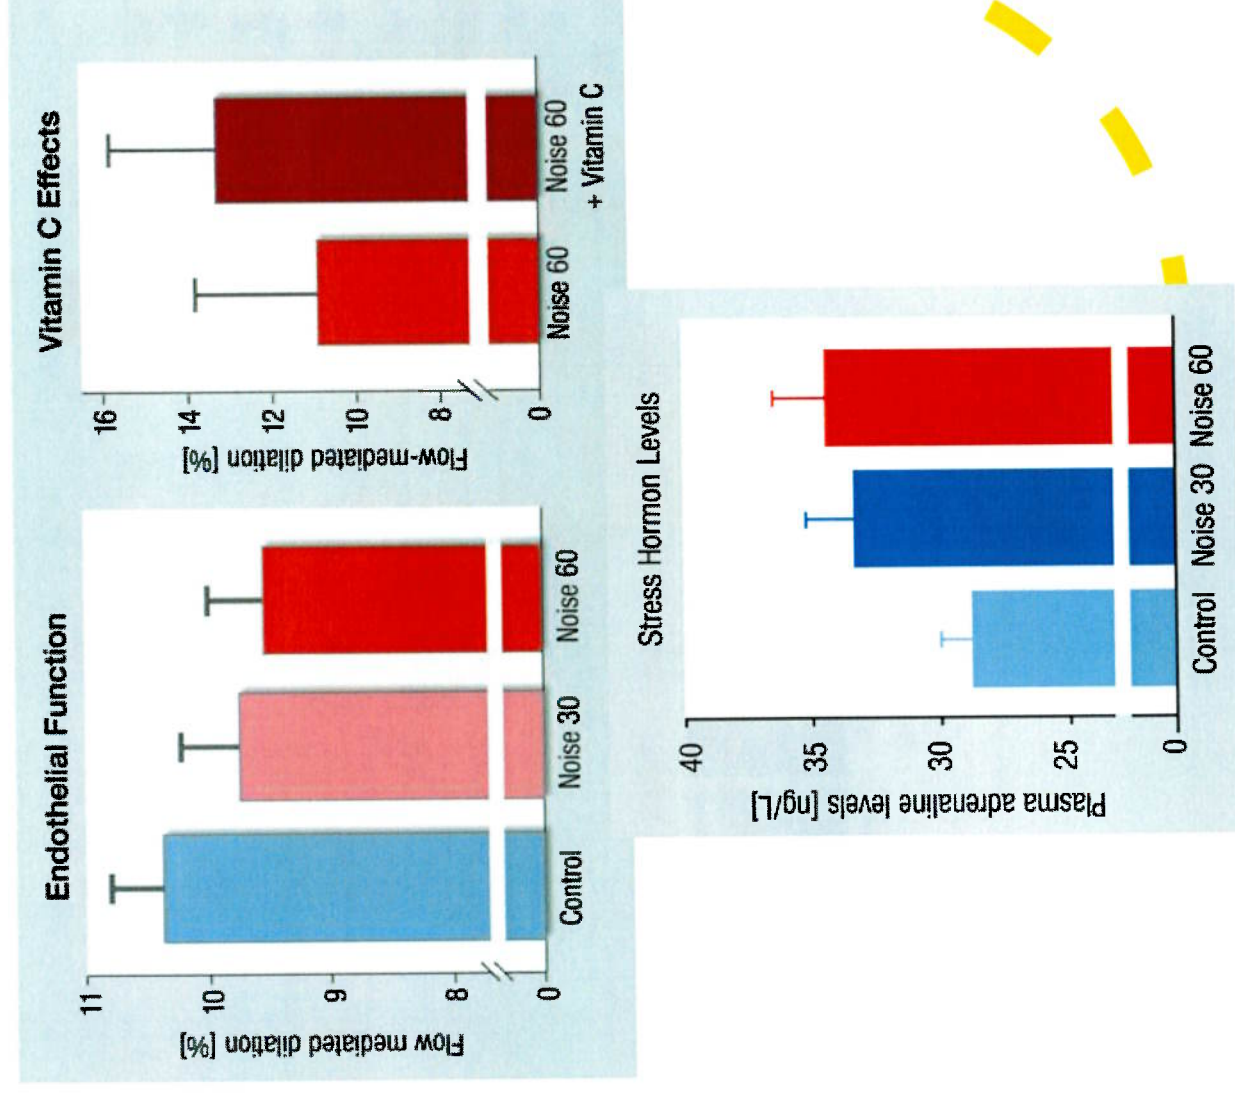 Endothelial Function
Flow mediated dilation [%]
11
10
9
8
0
Control
Noise 30
Noise 60
Vitamin C Effects
Flow-mediated dilation [%]
16
14
12
10
8
0
Noise 60
Noise 60
+ Vitamin C
Stress Hormon Levels
Plasma adrenaline levels [ng/L]
40
35
30
25
0
Control
Noise 30
Noise 60